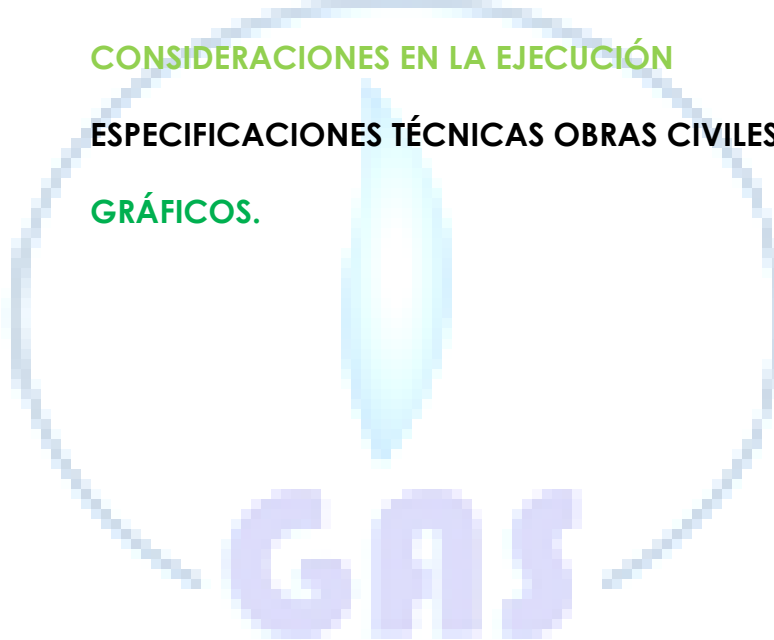 CONSIDERACIONES EN LA EJECUCIÓN
ESPECIFICACIONES TÉCNICAS OBRAS CIVILES
GRÁFICOS.
GAS